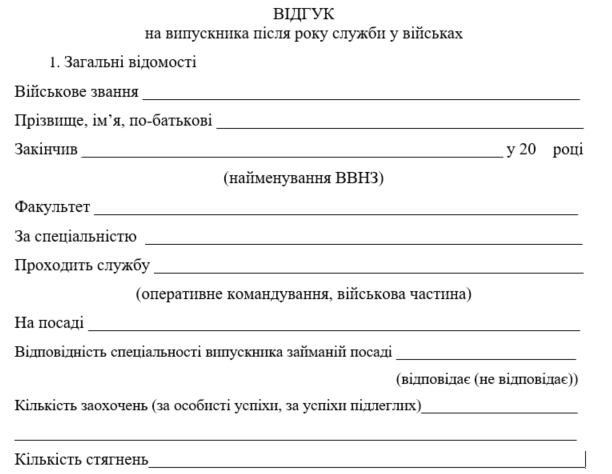 ВІДГУК
на випускника після року служби у військах
1. Загальні відомості
Військове звання
Прізвище, ім’я, по-батькові
Закінчив у 20 році
(найменування ВВНЗ)
Факультет
За спеціальністю
Проходить службу
(оперативне командування, військова частина)
На посаді
Відповідність спеціальності випускника займаній посаді
(відповідає (не відповідає))
Кількість заохочень (за особисті успіхи, за успіхи підлеглих)
Кількість стягнень